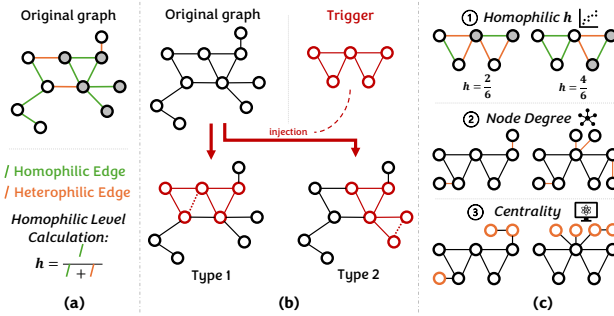 Original graph
/ Homophilic Edge
/ Heterophilic Edge
Homophilic Level
Calculation:
h = / / + /
(a)
Original graph
Trigger
injection
Type 1
Type 2
(b)
1 Homophilic h
h = 2/6
h = 4/6
2 Node Degree
3 Centrality
(c)